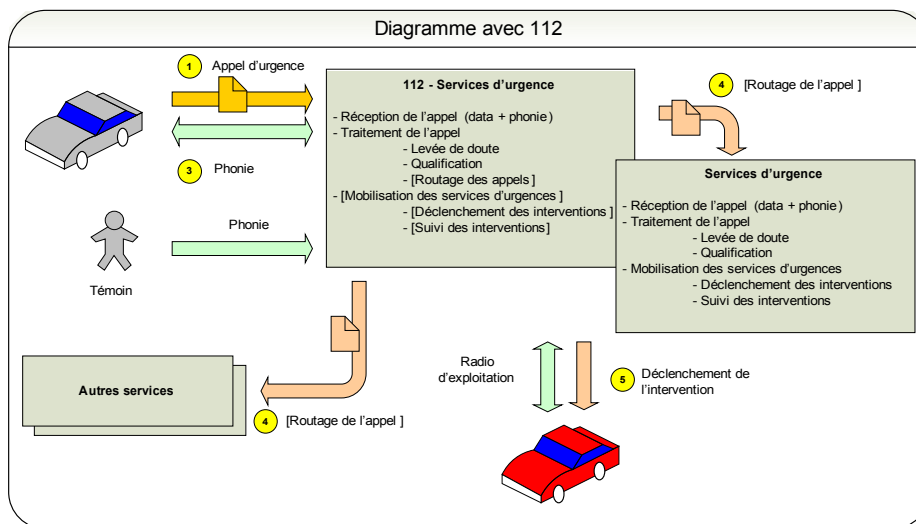 Diagramme avec 112
1 Appel d'urgence
3 Phonie
Phonie
Témoin
112 - Services d'urgence
- Réception de l'appel (data + phonie)
- Traitement de l'appel
- Levée de doute
- Qualification
- [Routage des appels]
- [Mobilisation des services d'urgences]
- [Déclenchement des interventions]
- [Suivi des interventions]
4 [Routage de l'appel]
Services d'urgence
- Réception de l'appel (data + phonie)
- Traitement de l'appel
- Levée de doute
- Qualification
- Mobilisation des services d'urgences
- Déclenchement des interventions
- Suivi des interventions
Autres services
4 [Routage de l'appel]
Radio
d'exploitation
5 Déclenchement de
l'intervention